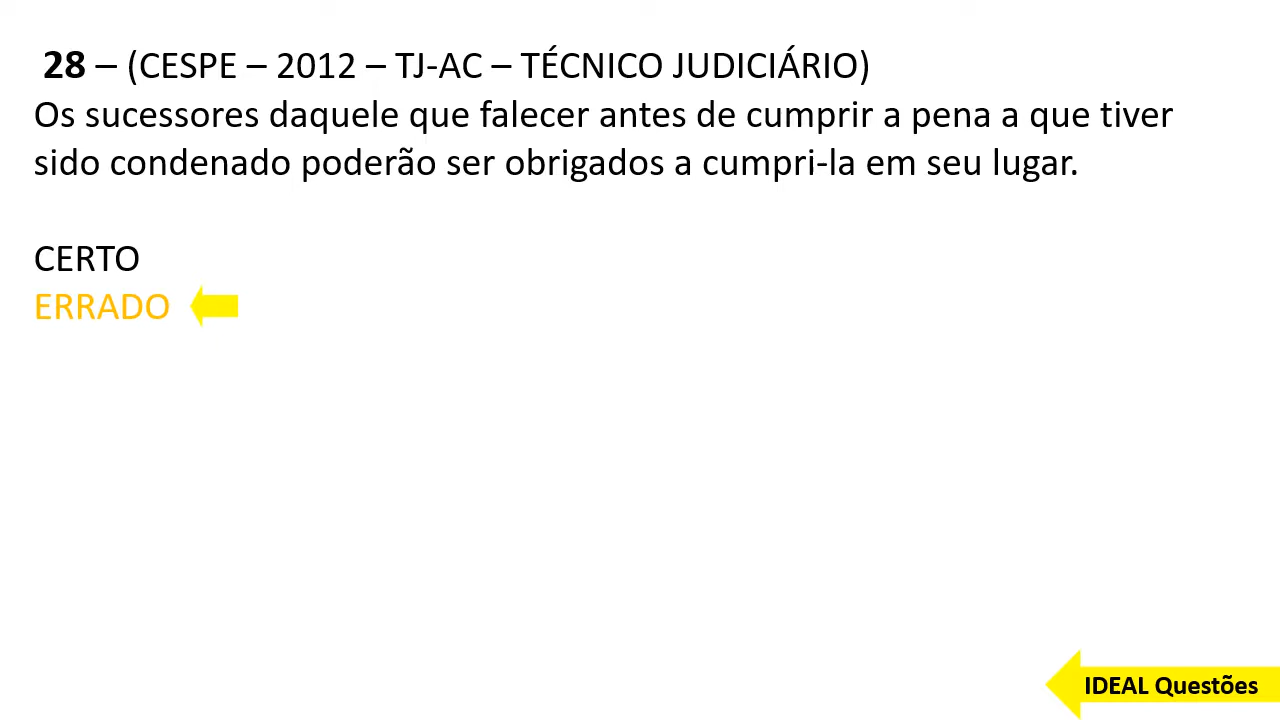 28 – (CESPE – 2012 – TJ-AC – TÉCNICO JUDICIÁRIO)
Os sucessores daquele que falecer antes de cumprir a pena a que tiver
sido condenado poderão ser obrigados a cumpri-la em seu lugar.
CERTO
ERRADO
IDEAL Questões